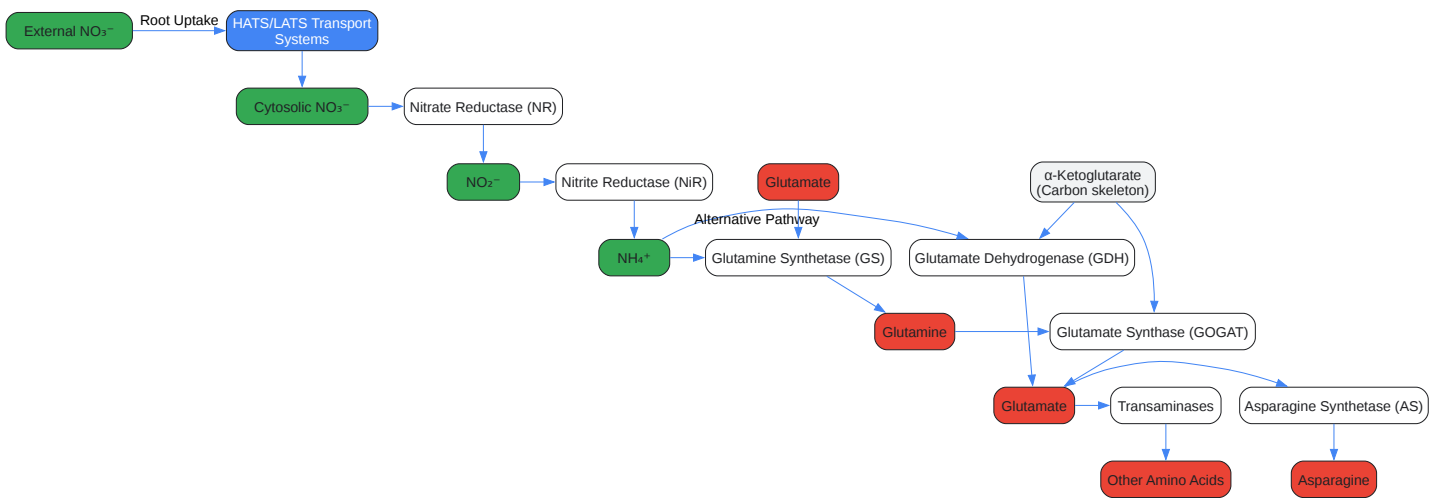 External NO₃⁻
Root Uptake
HATS/LATS Transport
Systems
Cytosolic NO₃⁻
Nitrate Reductase (NR)
NO₂⁻
Nitrite Reductase (NiR)
Glutamate
α-Ketoglutarate
(Carbon skeleton)
Alternative Pathway
NH₄⁺
Glutamine Synthetase (GS)
Glutamate Dehydrogenase (GDH)
Glutamine
Glutamate Synthase (GOGAT)
Glutamate
Transaminases
Asparagine Synthetase (AS)
Other Amino Acids
Asparagine